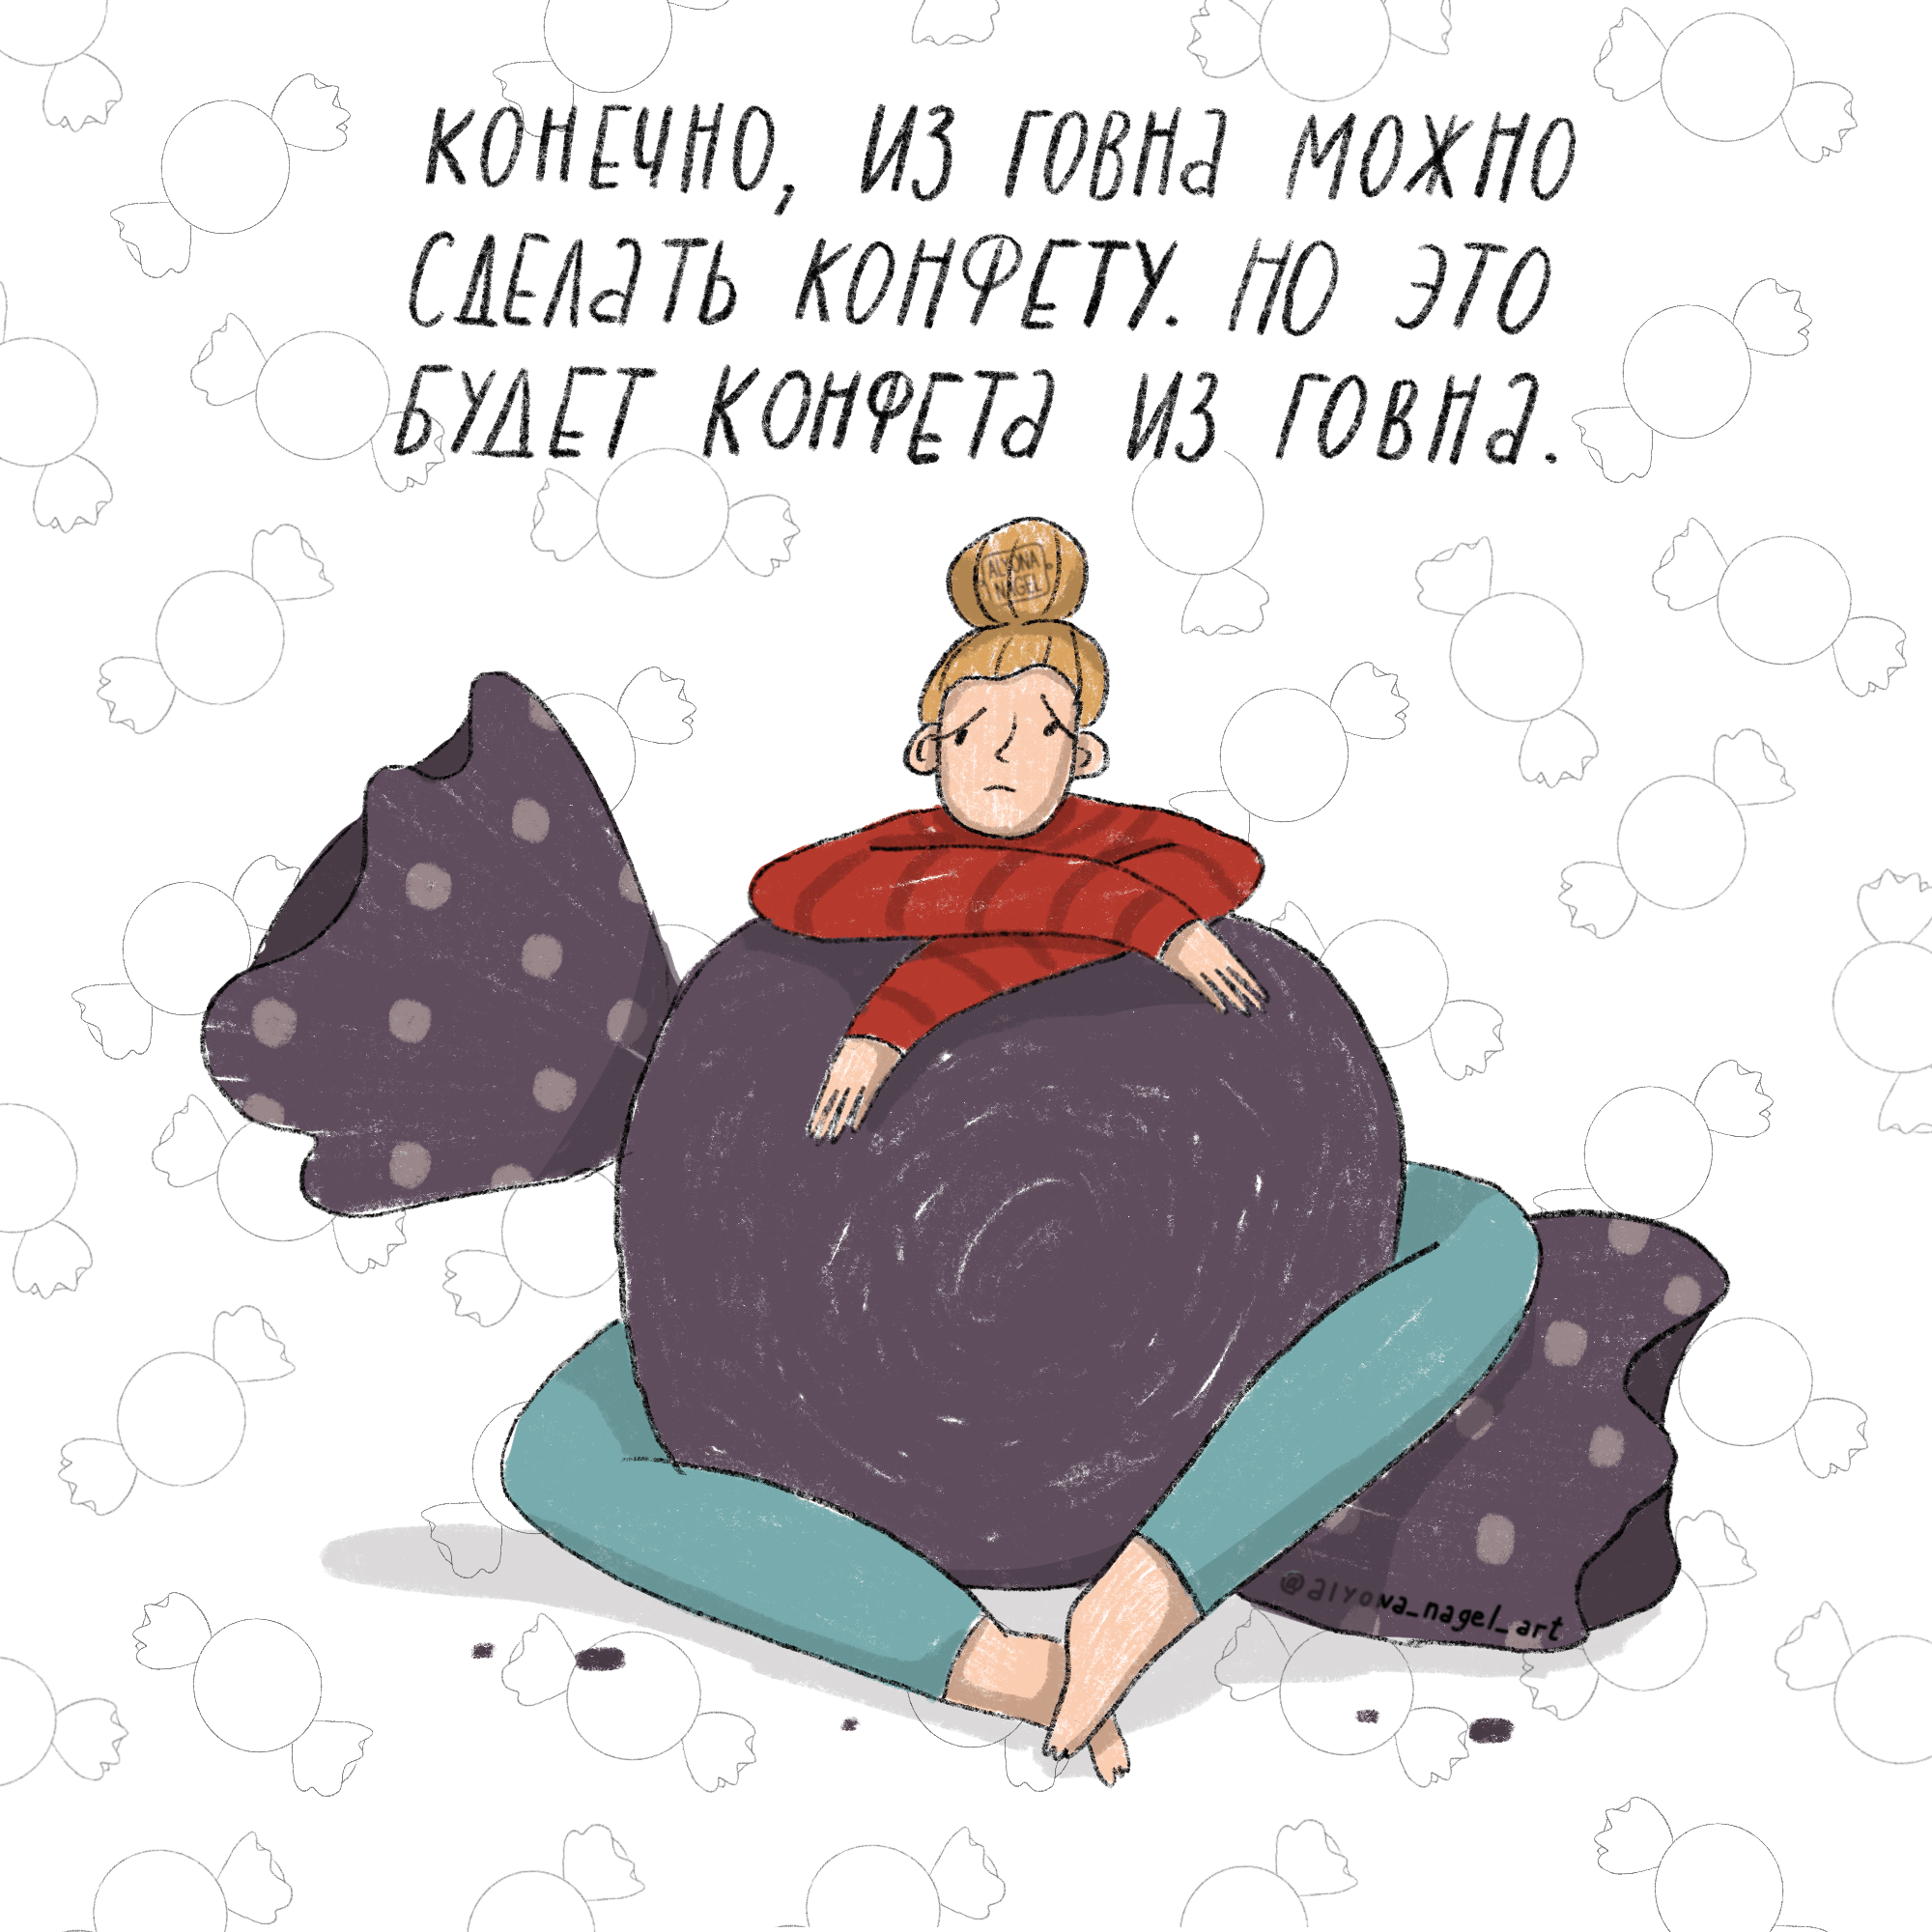 КОНЕЧНО, ИЗ ГОВНа МОЖНО
СДЕЛаТЬ КОНФЕТУ. НО ЭТО
БУДЕТ КОНФЕТа ИЗ ГОВНа.
ALYONA
NAGEL
@alyona_nagel_art